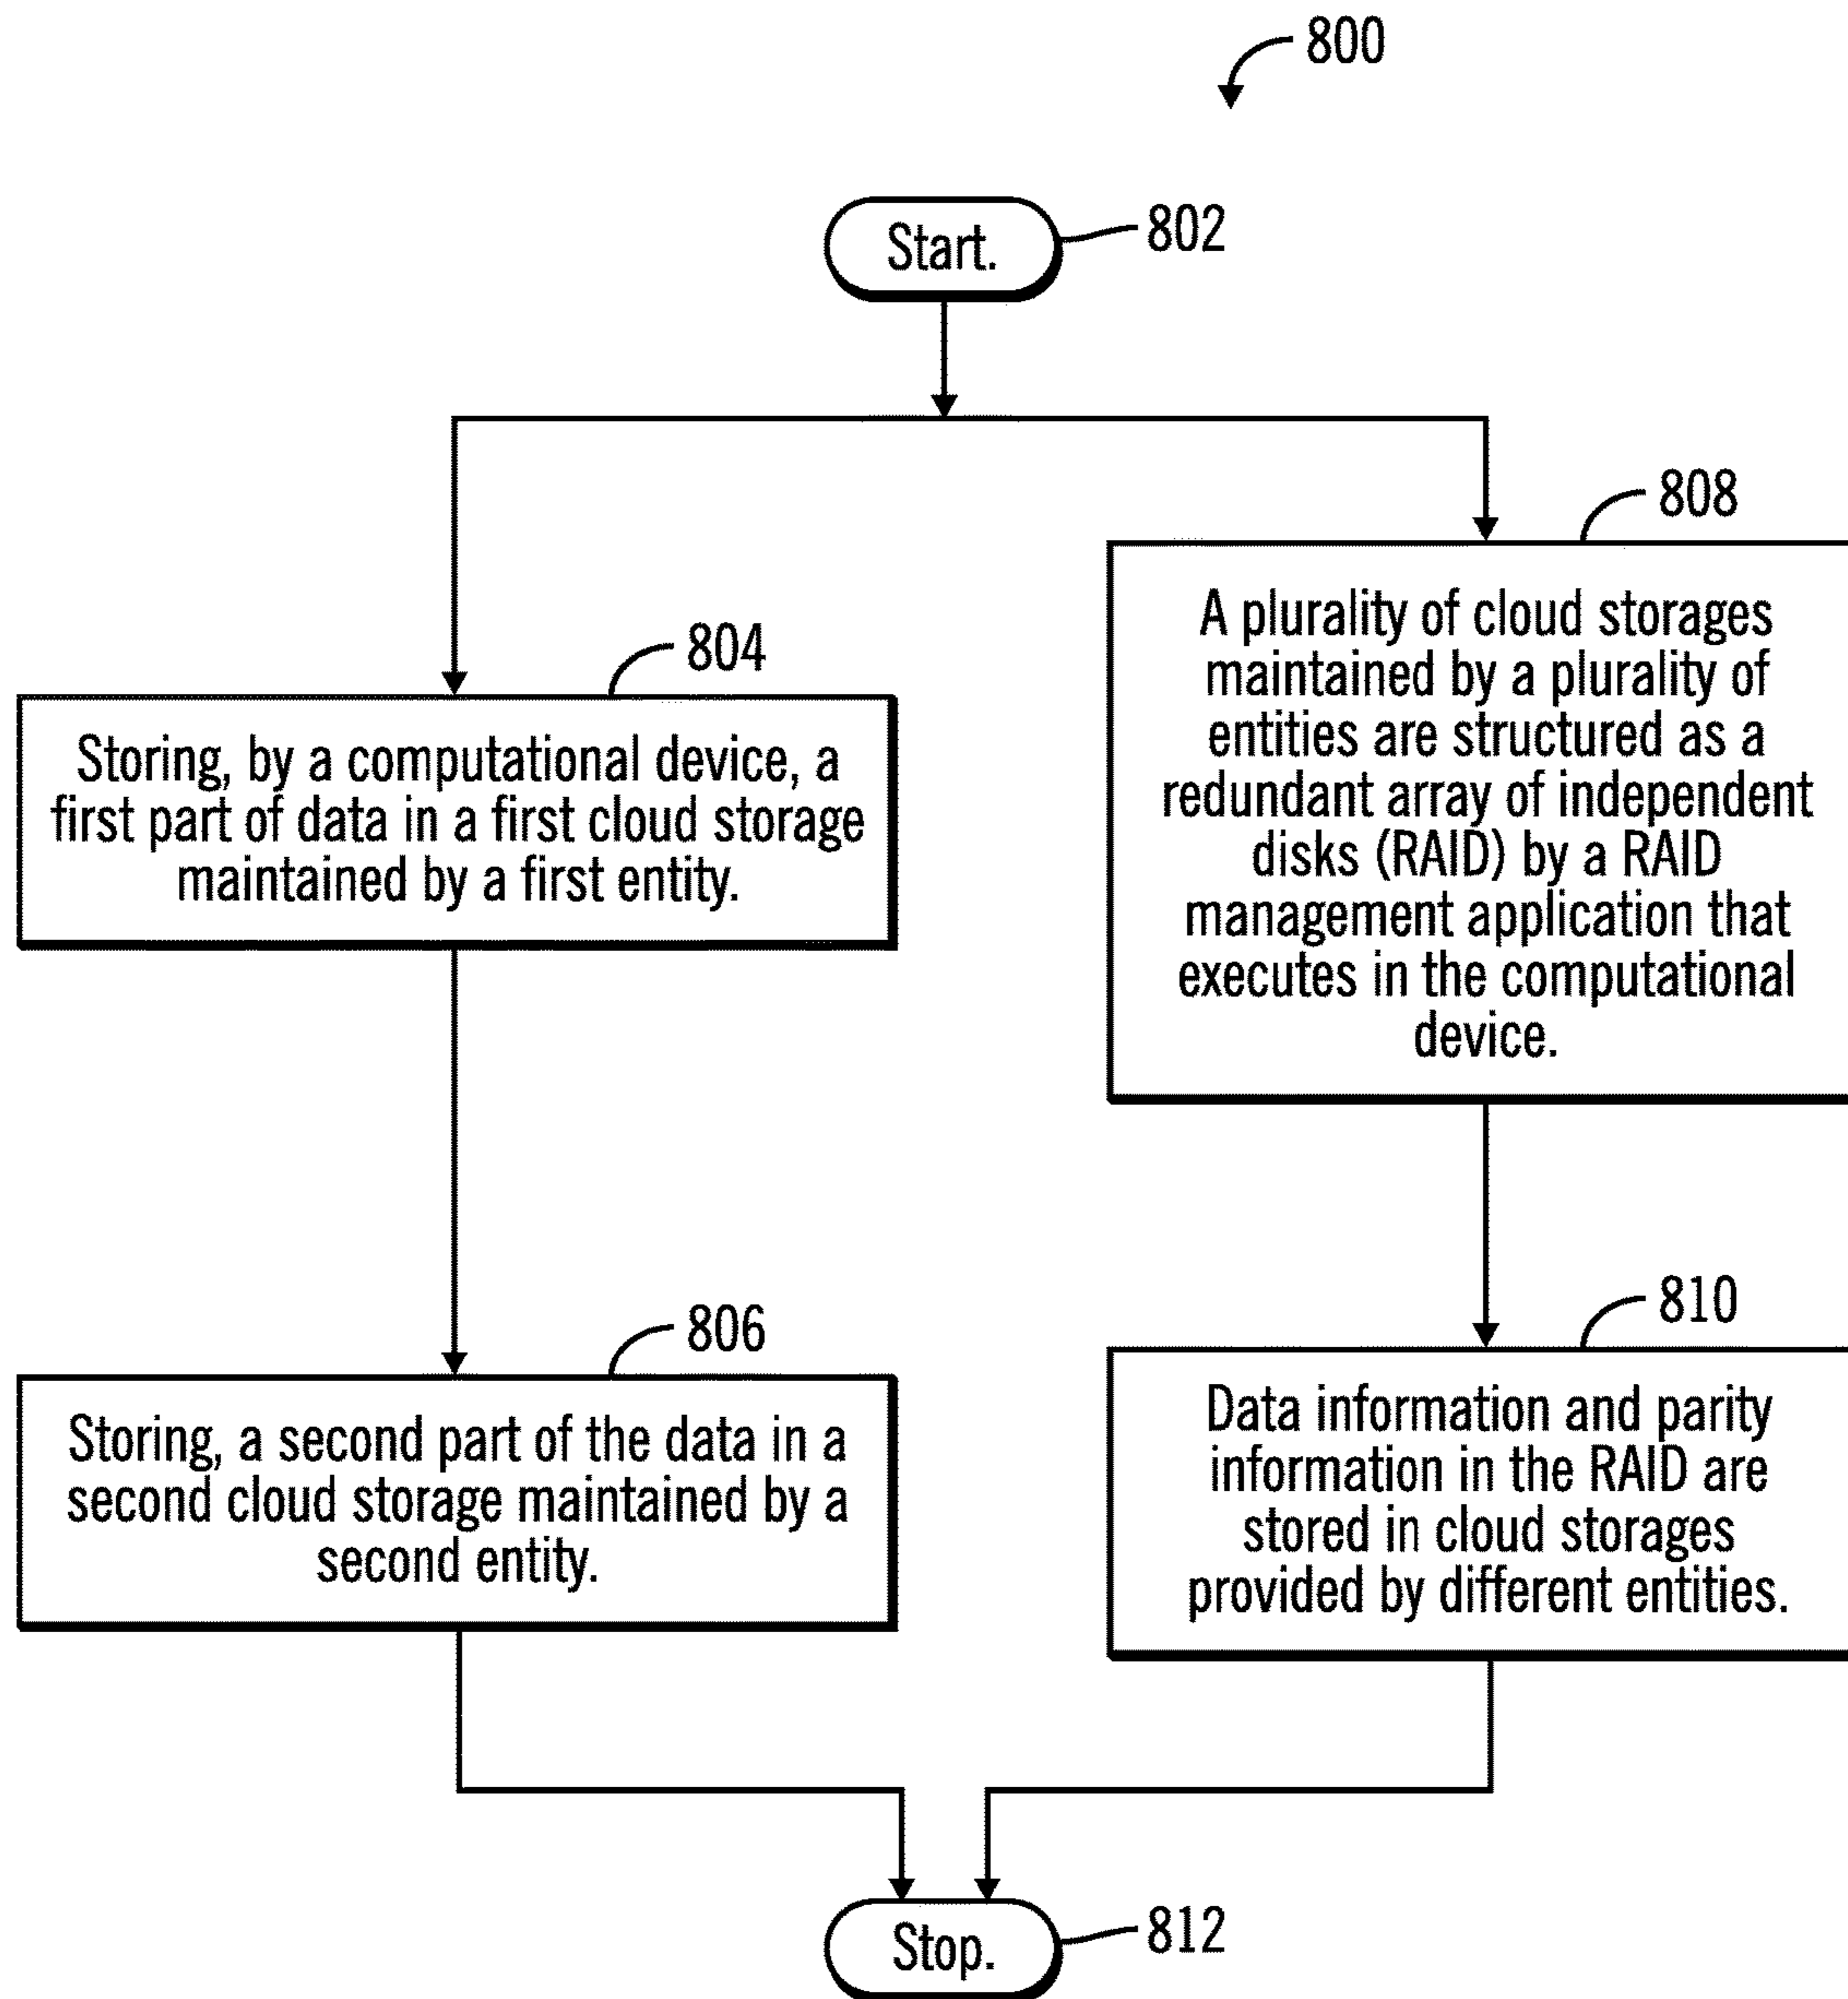 800
Start.
802
804
Storing, by a computational device, a
first part of data in a first cloud storage
maintained by a first entity.
806
Storing, a second part of the data in a
second cloud storage maintained by a
second entity.
808
A plurality of cloud storages
maintained by a plurality of
entities are structured as a
redundant array of independent
disks (RAID) by a RAID
management application that
executes in the computational
device.
810
Data information and parity
information in the RAID are
stored in cloud storages
provided by different entities.
Stop.
812